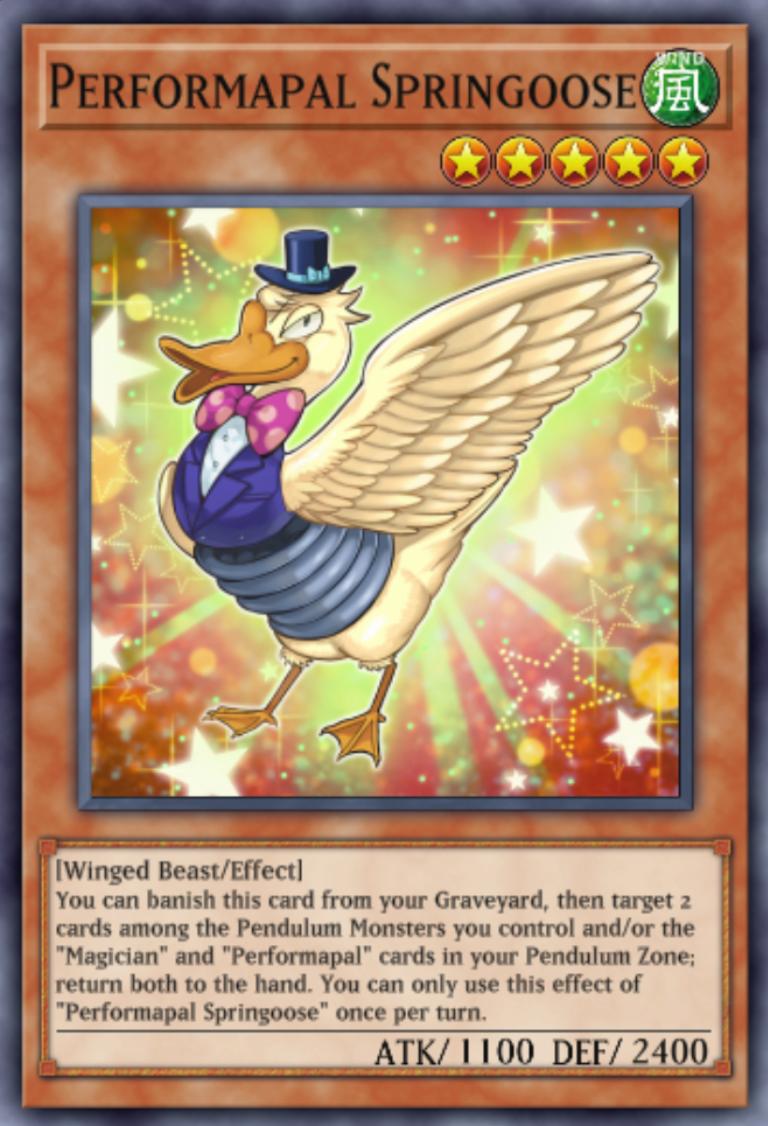 PERFORMAPAL SPRINGOOSE
WIND
風
[Winged Beast/Effect]
You can banish this card from your Graveyard, then target 2
cards among the Pendulum Monsters you control and/or the
"Magician" and "Performapal" cards in your Pendulum Zone;
return both to the hand. You can only use this effect of
"Performapal Springoose" once per turn.
ATK/ 1100 DEF/ 2400